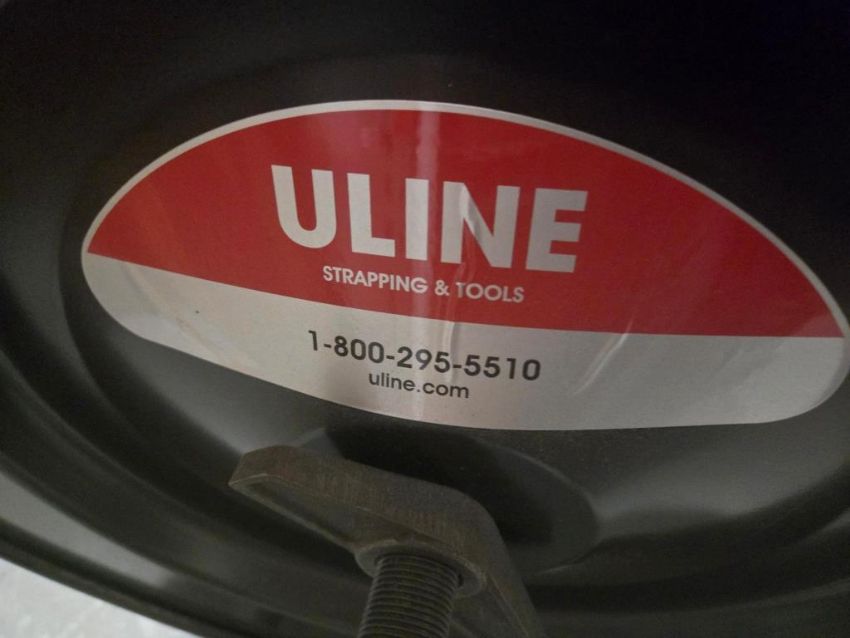 ULINE
STRAPPING & TOOLS
1-800-295-5510
uline.com